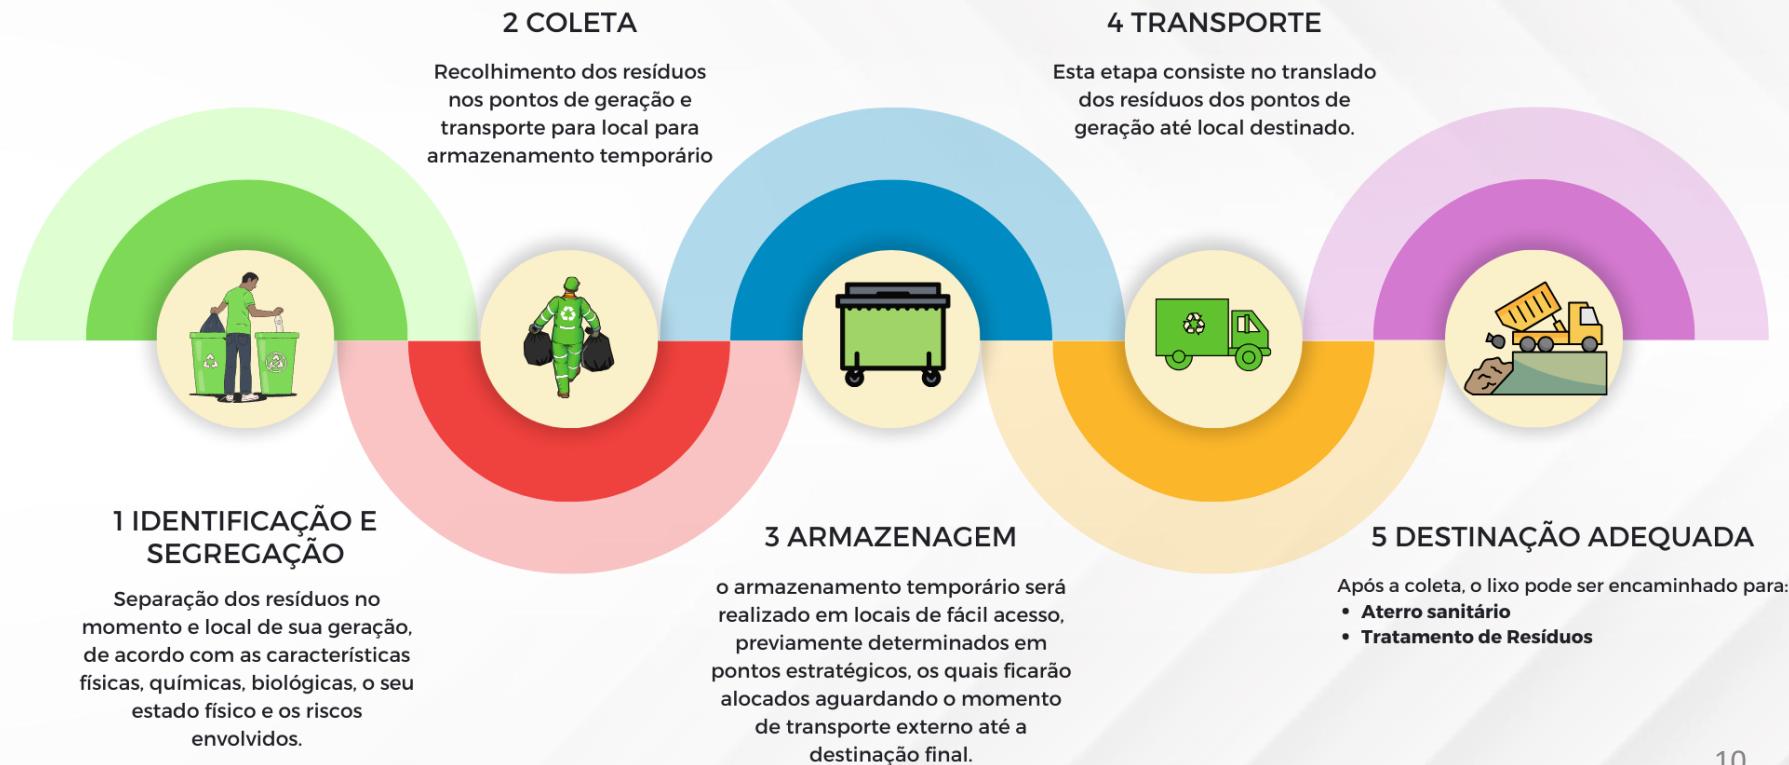 1 IDENTIFICAÇÃO E
SEGREGAÇÃO
Separação dos resíduos no
momento e local de sua geração,
de acordo com as características
físicas, químicas, biológicas, o seu
estado físico e os riscos
envolvidos.
2 COLETA
Recolhimento dos resíduos
nos pontos de geração e
transporte para local para
armazenamento temporário
3 ARMAZENAGEM
o armazenamento temporário será
realizado em locais de fácil acesso,
previamente determinados em
pontos estratégicos, os quais ficarão
alocados aguardando o momento
de transporte externo até a
destinação final.
4 TRANSPORTE
Esta etapa consiste no translado
dos resíduos dos pontos de
geração até local destinado.
5 DESTINAÇÃO ADEQUADA
Após a coleta, o lixo pode ser encaminhado para:
• Aterro sanitário
• Tratamento de Resíduos
10